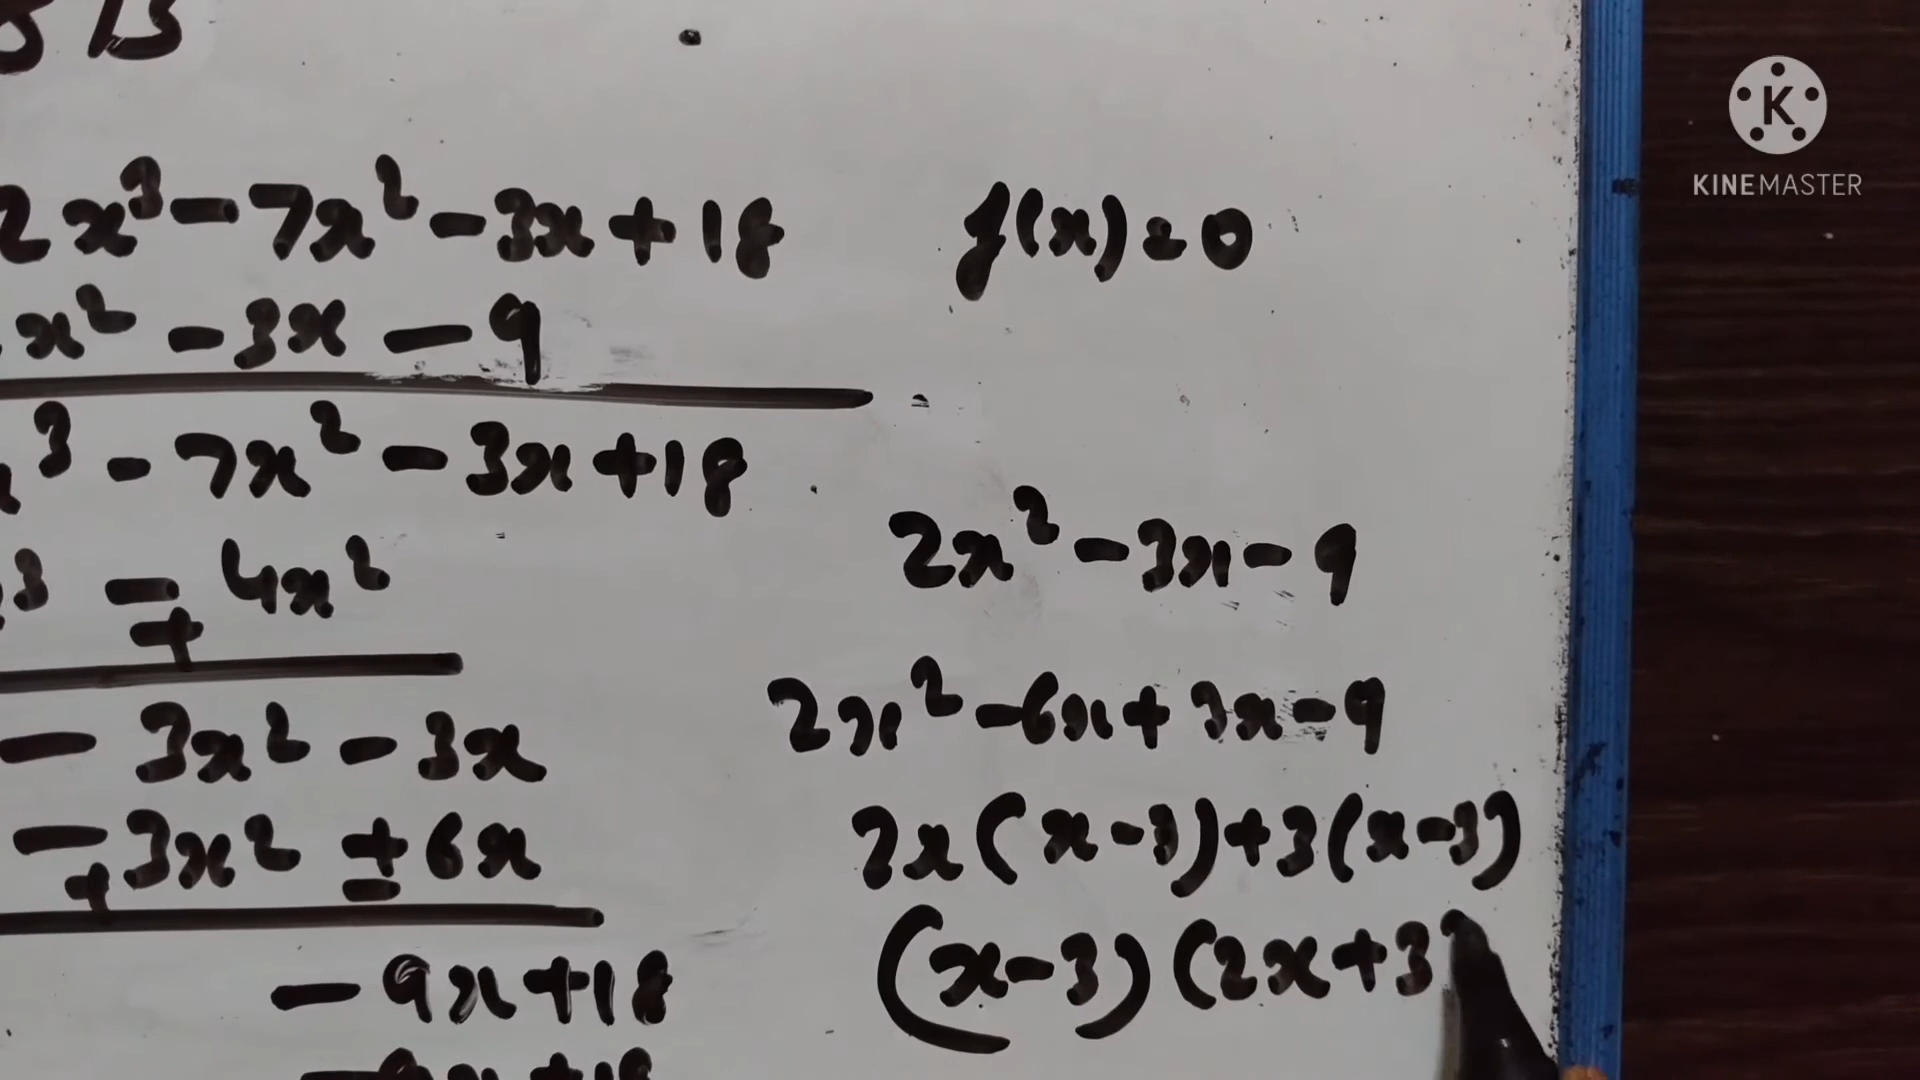 2x³ - 7x² - 3x + 18
x² - 3x - 9
³ - 7x² - 3x + 18
³ - 4x²
+
- 3x² - 3x
- 3x² ± 6x
+ -
- 9x + 18
f(x) = 0
2x² - 3x - 9
2x² - 6x + 3x - 9
2x(x-3)+3(x-3)
(x-3)(2x+3)
K
KINEMASTER